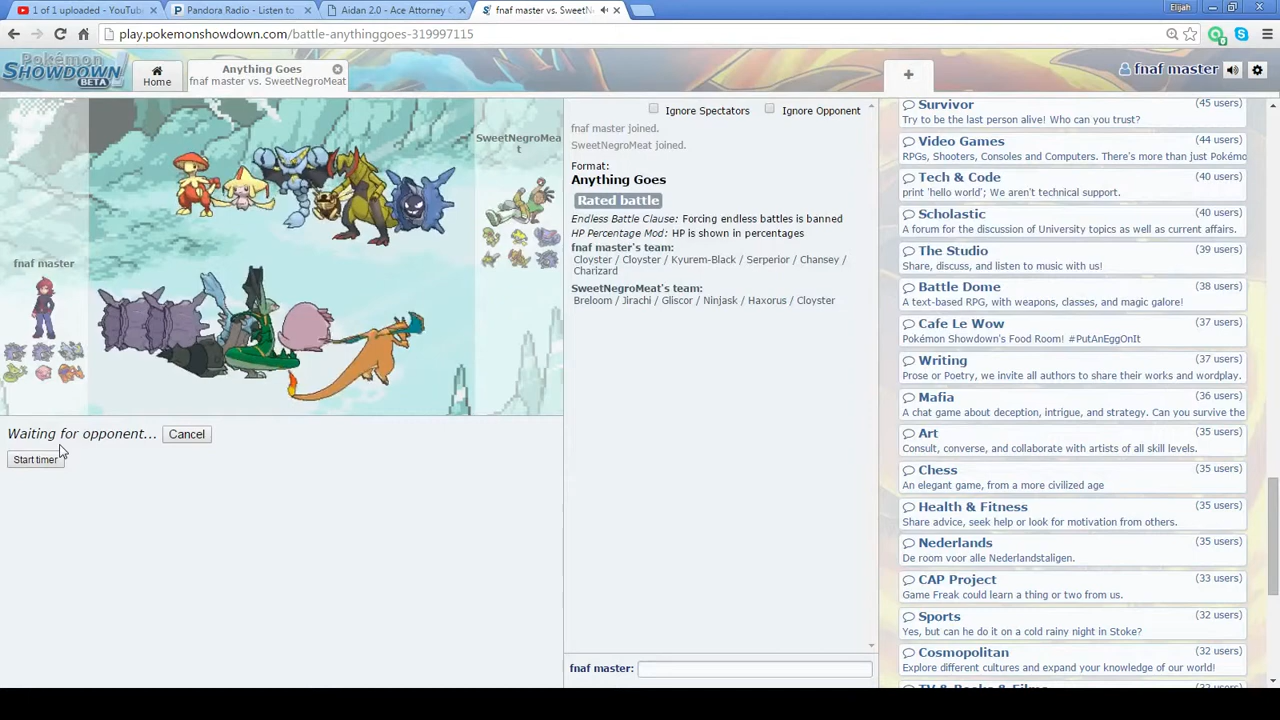 1 of 1 uploaded - YouTube
Pandora Radio - Listen to
Aidan 2.0 - Ace Attorney
fnaf master vs. SweetN
Elijah
play.pokemonshowdown.com/battle-anythinggoes-319997115
Pokémon
Showdown
BETA
Home
Anything Goes
fnaf master vs. SweetNegroMeat
fnaf master
SweetNegroMea
t
fnaf master
Waiting for opponent...
Cancel
Start timer
Ignore Spectators
Ignore Opponent
fnaf master joined.
SweetNegroMeat joined.
Format:
Anything Goes
Rated battle
Endless Battle Clause: Forcing endless battles is banned
HP Percentage Mod: HP is shown in percentages
fnaf master's team:
Cloyster / Cloyster / Kyurem-Black / Serperior / Chansey /
Charizard
SweetNegroMeat's team:
Breloom / Jirachi / Gliscor / Ninjask / Haxorus / Cloyster
fnaf master:
Survivor (45 users)
Try to be the last person alive! Who can you trust?
Video Games (44 users)
RPGs, Shooters, Consoles and Computers. There's more than just Pokémo
Tech & Code (40 users)
print 'hello world'; We aren't technical support.
Scholastic (40 users)
A forum for the discussion of University topics as well as current affairs.
The Studio (39 users)
Share, discuss, and listen to music with us!
Battle Dome (38 users)
A text-based RPG, with weapons, classes, and magic galore!
Cafe Le Wow (37 users)
Pokémon Showdown's Food Room! #PutAnEggOnIt
Writing (37 users)
Prose or Poetry, we invite all authors to share their works and wordplay.
Mafia (36 users)
A chat game about deception, intrigue, and strategy. Can you survive the
Art (35 users)
Consult, converse, and collaborate with artists of all skill levels.
Chess (35 users)
An elegant game, from a more civilized age
Health & Fitness (35 users)
Share advice, seek help or look for motivation from others.
Nederlands (35 users)
De room voor alle Nederlandstaligen.
CAP Project (33 users)
Game Freak could learn a thing or two from us.
Sports (32 users)
Yes, but can he do it on a cold rainy night in Stoke?
Cosmopolitan (32 users)
Explore different cultures and expand your knowledge of our world!